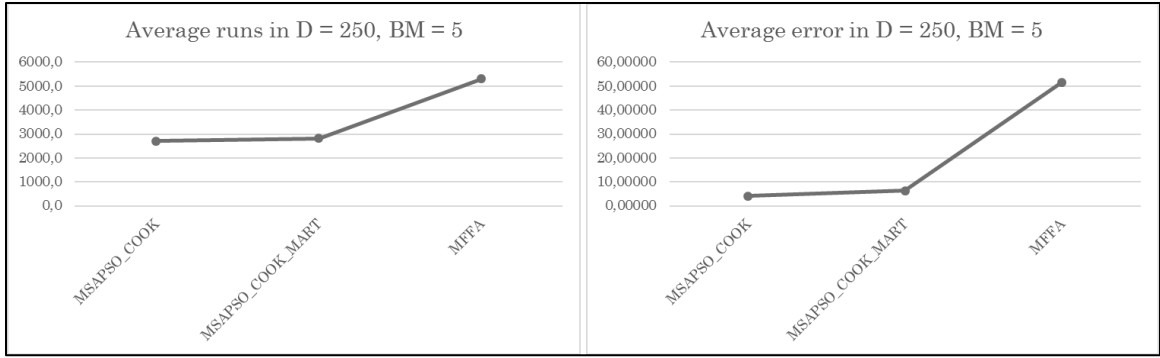 Average runs in D = 250, BM = 5
6000,0
5000,0
4000,0
3000,0
2000,0
1000,0
0,0
MSAPSO_COOK
MSAPSO_COOK_MART
MFFA
Average error in D = 250, BM = 5
60,00000
50,00000
40,00000
30,00000
20,00000
10,00000
0,00000
MSAPSO_COOK
MSAPSO_COOK_MART
MFFA